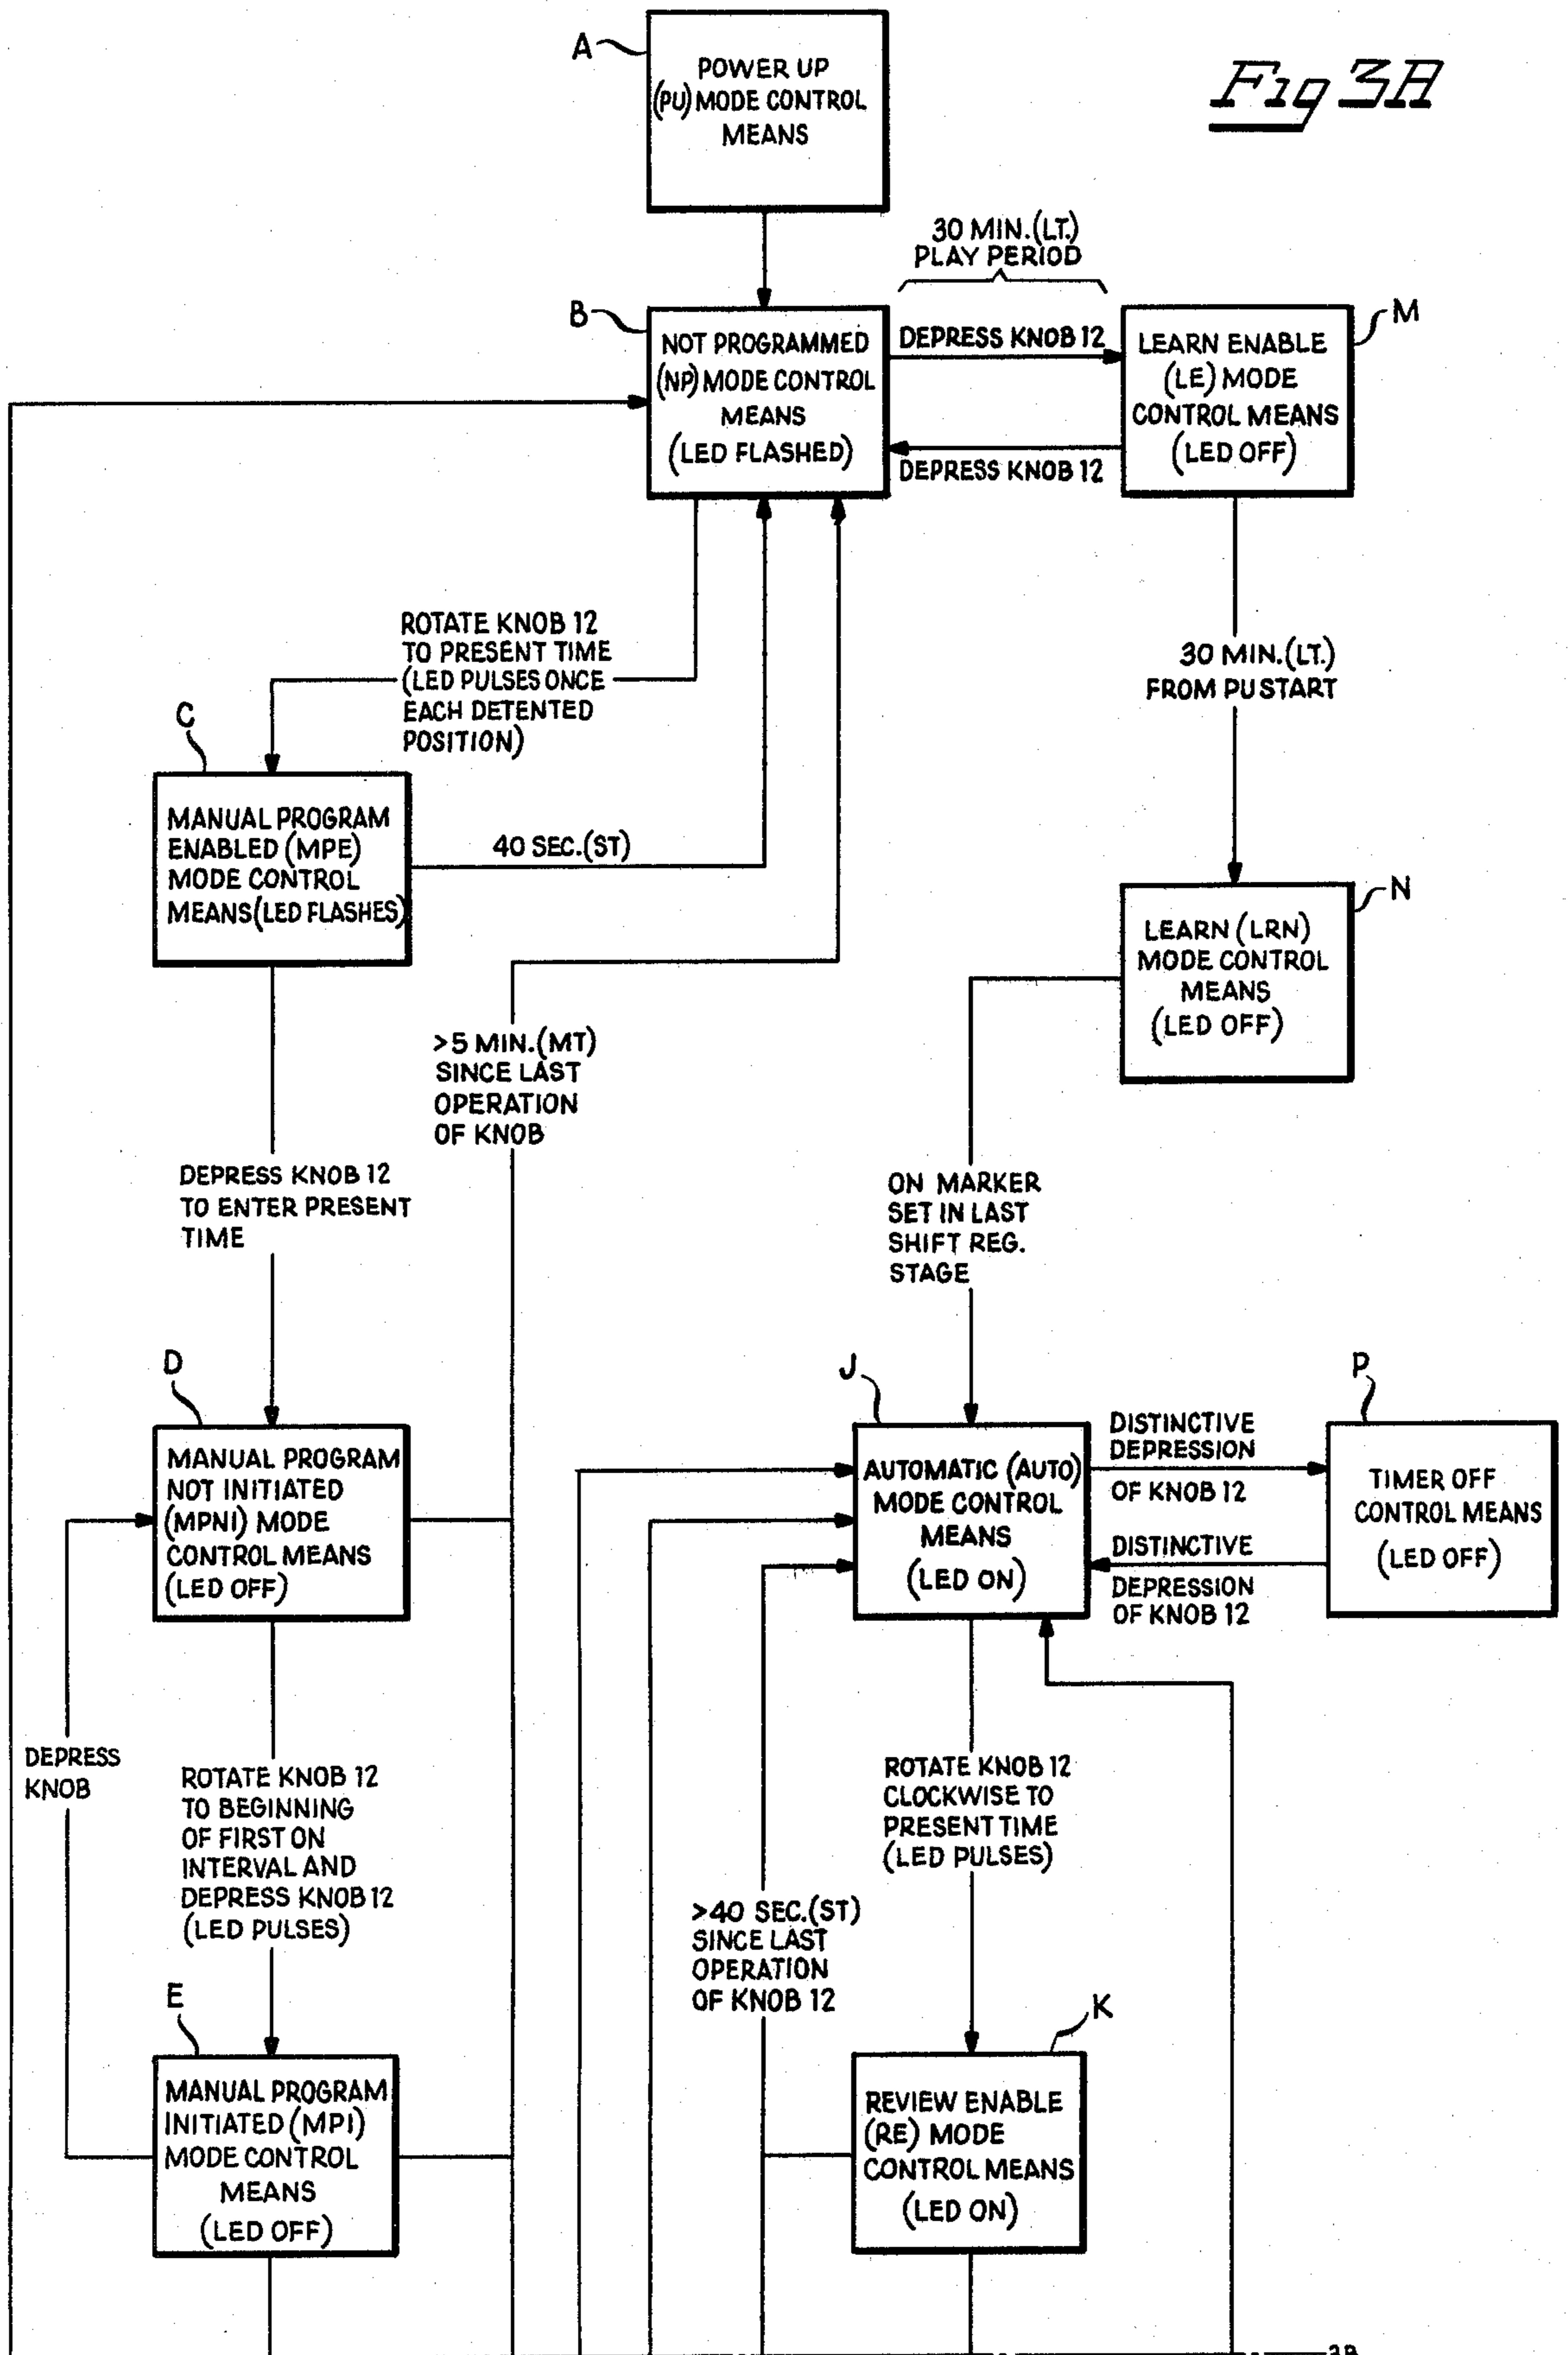 Fig 3A
A
POWER UP
(PU) MODE CONTROL
MEANS
30 MIN.(LT.)
PLAY PERIOD
B
NOT PROGRAMMED
(NP) MODE CONTROL
MEANS
(LED FLASHED)
DEPRESS KNOB 12
DEPRESS KNOB 12
M
LEARN ENABLE
(LE) MODE
CONTROL MEANS
(LED OFF)
ROTATE KNOB 12
TO PRESENT TIME
(LED PULSES ONCE
EACH DETENTED
POSITION)
30 MIN.(LT.)
FROM PU START
C
MANUAL PROGRAM
ENABLED (MPE)
MODE CONTROL
MEANS (LED FLASHES)
40 SEC.(ST)
N
LEARN (LRN)
MODE CONTROL
MEANS
(LED OFF)
>5 MIN.(MT)
SINCE LAST
OPERATION
OF KNOB
DEPRESS KNOB 12
TO ENTER PRESENT
TIME
ON MARKER
SET IN LAST
SHIFT REG.
STAGE
D
MANUAL PROGRAM
NOT INITIATED
(MPNI) MODE
CONTROL MEANS
(LED OFF)
J
AUTOMATIC (AUTO)
MODE CONTROL
MEANS
(LED ON)
DISTINCTIVE
DEPRESSION
OF KNOB 12
DISTINCTIVE
DEPRESSION
OF KNOB 12
P
TIMER OFF
CONTROL MEANS
(LED OFF)
DEPRESS
KNOB
ROTATE KNOB 12
TO BEGINNING
OF FIRST ON
INTERVAL AND
DEPRESS KNOB 12
(LED PULSES)
ROTATE KNOB 12
CLOCKWISE TO
PRESENT TIME
(LED PULSES)
>40 SEC.(ST)
SINCE LAST
OPERATION
OF KNOB 12
E
MANUAL PROGRAM
INITIATED (MPI)
MODE CONTROL
MEANS
(LED OFF)
K
REVIEW ENABLE
(RE) MODE
CONTROL MEANS
(LED ON)